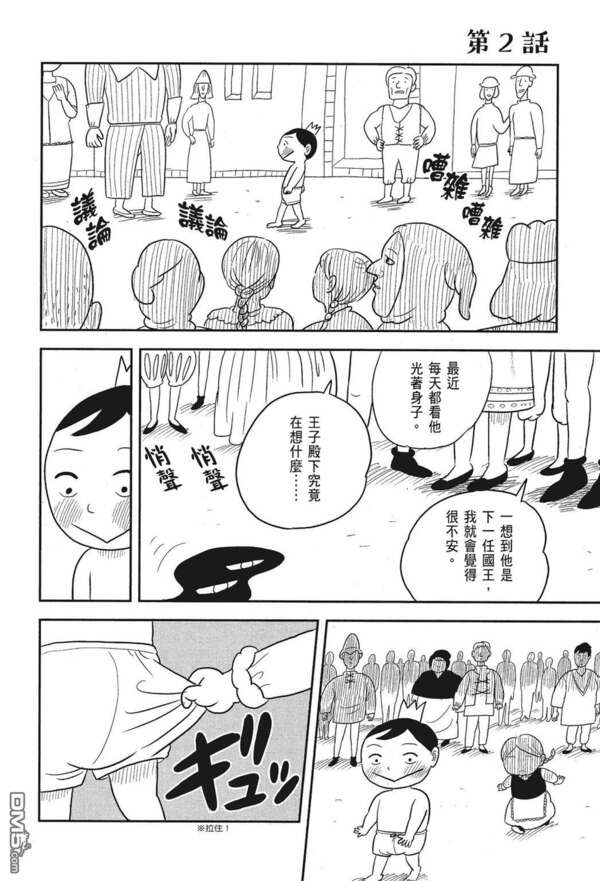 第2話
嘈雜
嘈雜
議論
議論
最近
每天都看他
光著身子。
王子殿下究竟
在想什麼……
悄聲
悄聲
一想到他是
下一任國王，
我就會覺得
很不安。
ギュッ
※拉住！
DM5.com